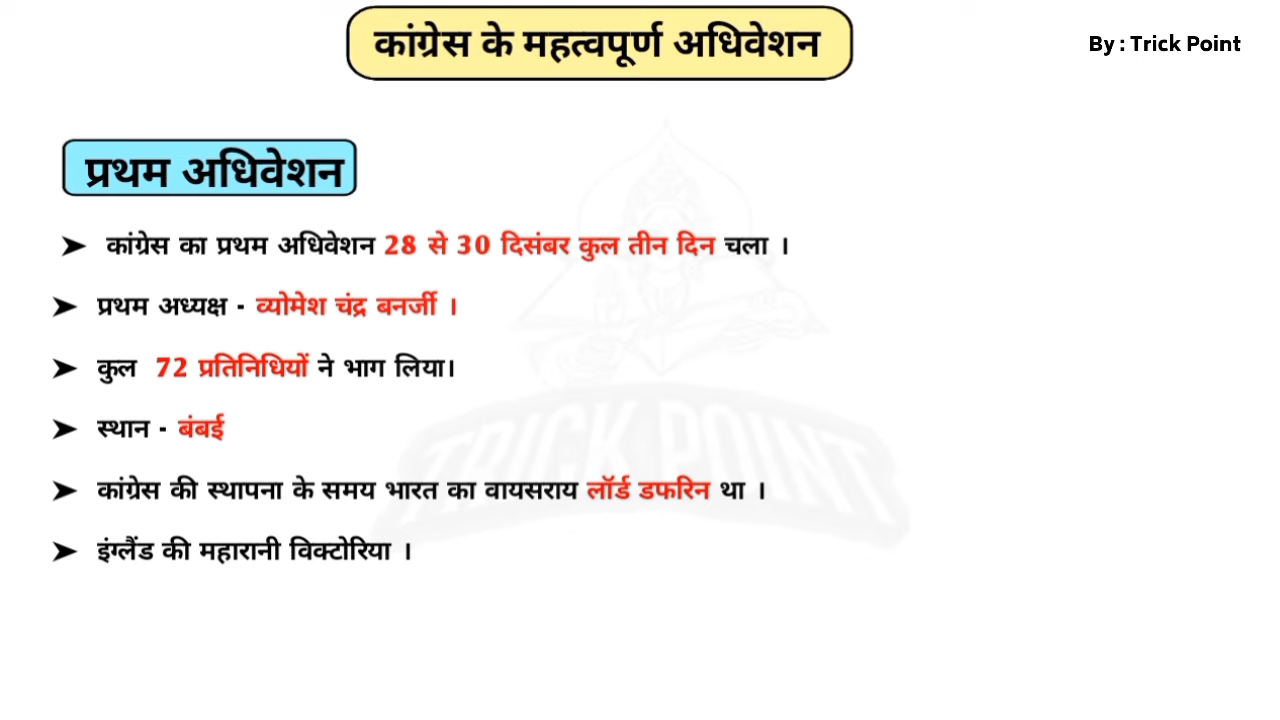 कांग्रेस के महत्वपूर्ण अधिवेशन
By : Trick Point
प्रथम अधिवेशन
➤ कांग्रेस का प्रथम अधिवेशन 28 से 30 दिसंबर कुल तीन दिन चला ।
➤ प्रथम अध्यक्ष - व्योमेश चंद्र बनर्जी ।
➤ कुल 72 प्रतिनिधियों ने भाग लिया।
➤ स्थान - बंबई
➤ कांग्रेस की स्थापना के समय भारत का वायसराय लॉर्ड डफरिन था ।
➤ इंग्लैंड की महारानी विक्टोरिया ।
TRICK POINT